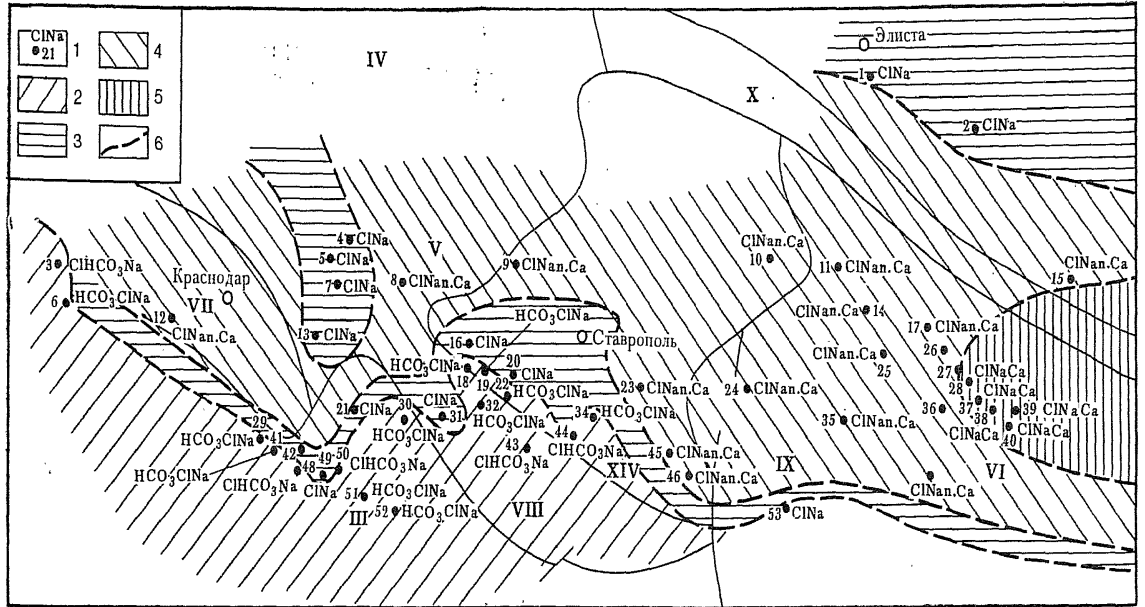 ClNa
21
1
2
3
4
5
6
IV
X
Элиста
1 ClNa
2 ClNa
3 ClHCO₃Na
4 ClNa
5 ClNa
V
ClNan.Ca
10
9 ClNan.Ca
11 ClNan.Ca
Краснодар
VII
7 ClNa
8 ClNan.Ca
15 ClNan.Ca
6 HCO₃ClNa
12
ClNan.Ca
HCO₃ClNa
ClNan.Ca 14
13 ClNa
Ставрополь
16 ClNa
17 ClNan.Ca
26
ClNan.Ca
25
HCO₃ClNa
18
19
20
ClNa
27
28
ClNaCa
22
HCO₃ClNa
23 ClNan.Ca
24 ClNan.Ca
ClNaCa
37
38
39 ClNaCa
36
21 ClNa
30
HCO₃ClNa
ClNa
31
32
34 HCO₃ClNa
35 ClNan.Ca
40
ClNaCa
ClNaCa
29
HCO₃ClNa
41
42
49
50
43
ClHCO₃Na
44
ClHCO₃Na
HCO₃ClNa
ClHCO₃Na
48
ClNa
ClHCO₃Na
45 ClNan.Ca
46 ClNan.Ca
XIV
IX
VI
ClNan.Ca
51 HCO₃ClNa
III
52 HCO₃.ClNa
VIII
53 ClNa